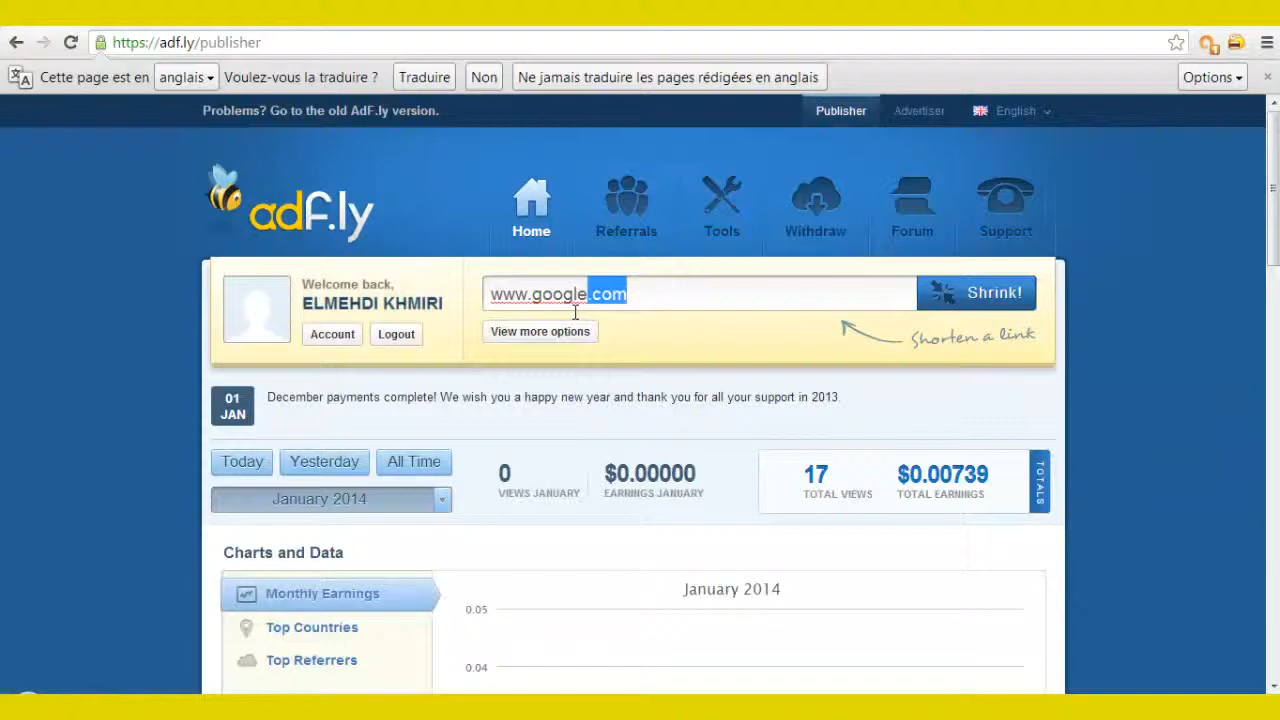 https://adf.ly/publisher
Cette page est en anglais Voulez-vous la traduire ? Traduire Non Ne jamais traduire les pages rédigées en anglais Options
Problems? Go to the old AdF.ly version. Publisher Advertiser English
adf.ly
Home Referrals Tools Withdraw Forum Support
Welcome back,
ELMEHDI KHMIRI
Account Logout
www.google.com Shrink!
View more options
Shorten a link
01 JAN
December payments complete! We wish you a happy new year and thank you for all your support in 2013.
Today Yesterday All Time
January 2014
0 $0.00000 17 $0.00739
VIEWS JANUARY EARNINGS JANUARY TOTAL VIEWS TOTAL EARNINGS
TOTALS
Charts and Data
Monthly Earnings
Top Countries
Top Referrers
January 2014
0.05
0.04